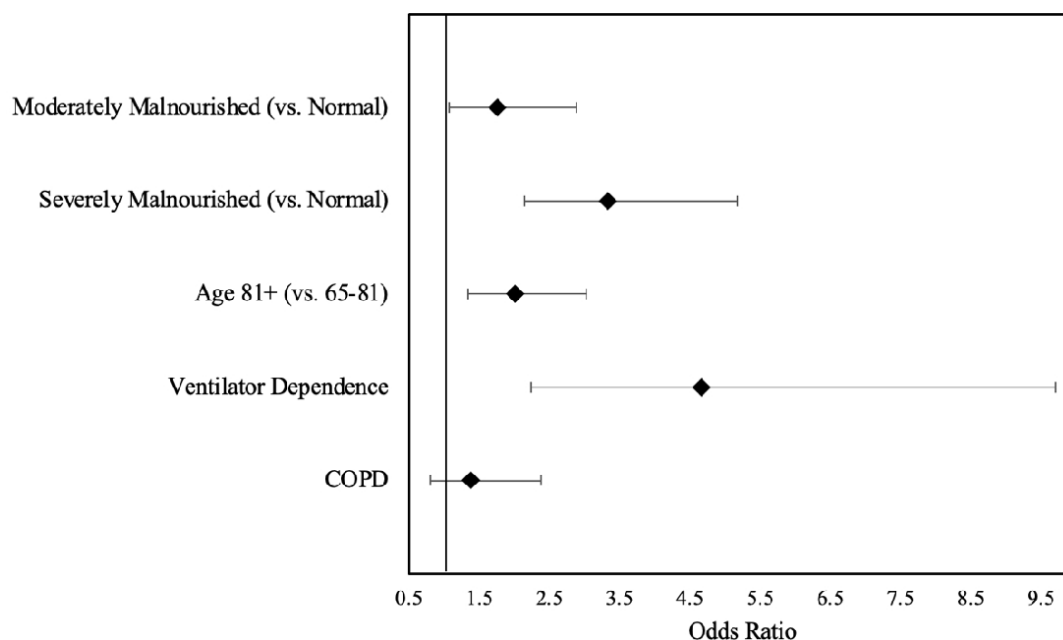 Moderately Malnourished (vs. Normal)
Severely Malnourished (vs. Normal)
Age 81+ (vs. 65-81)
Ventilator Dependence
COPD
0.5 1.5 2.5 3.5 4.5 5.5 6.5 7.5 8.5 9.5
Odds Ratio